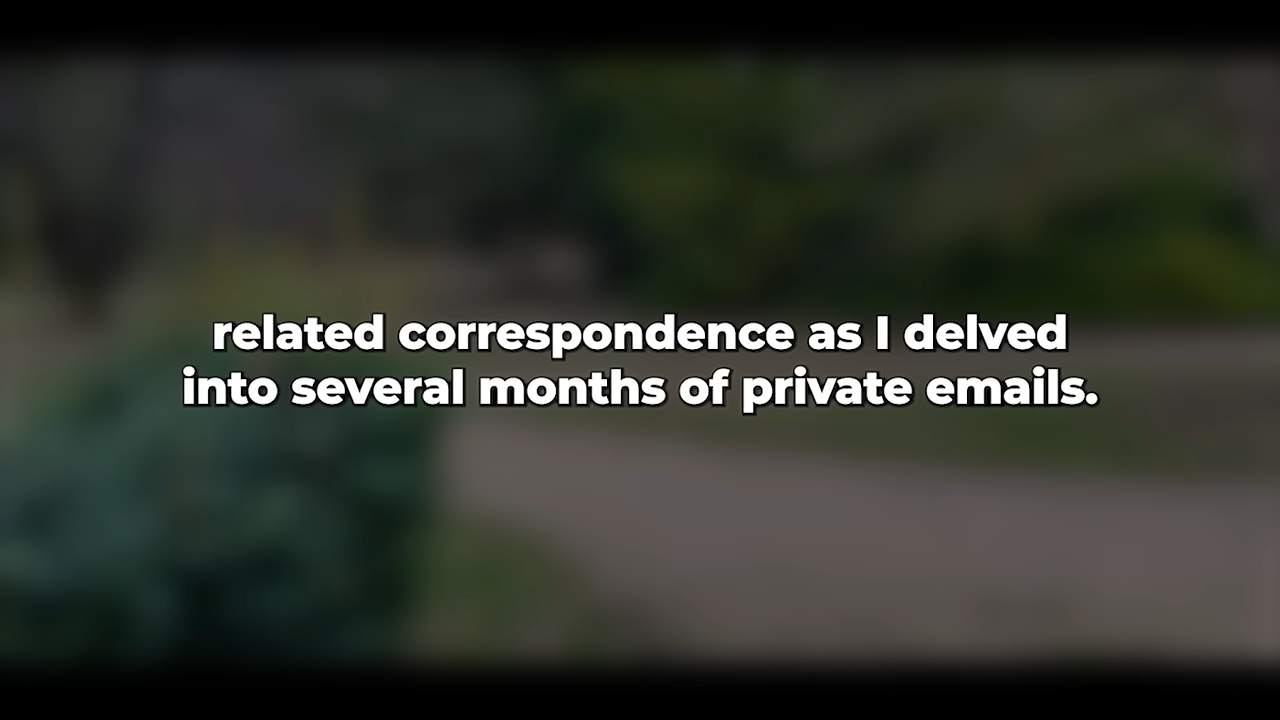 related correspondence as I delved
into several months of private emails.